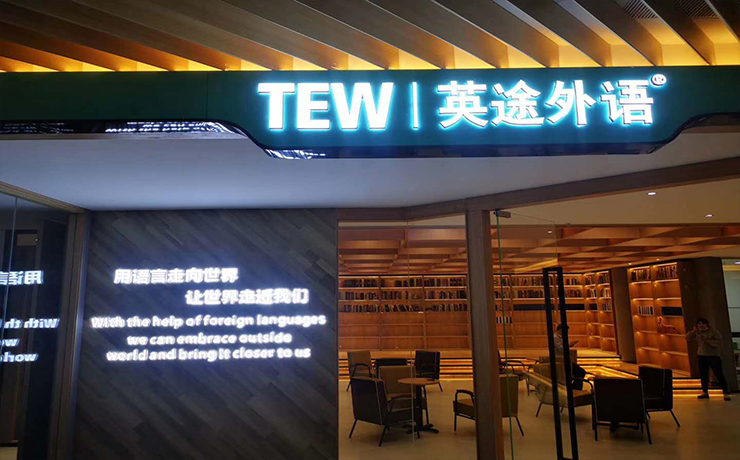 TEW | 英途外语
用语言走向世界
让世界走近我们
With the help of foreign languages
we can embrace outside
world and bring it closer to us